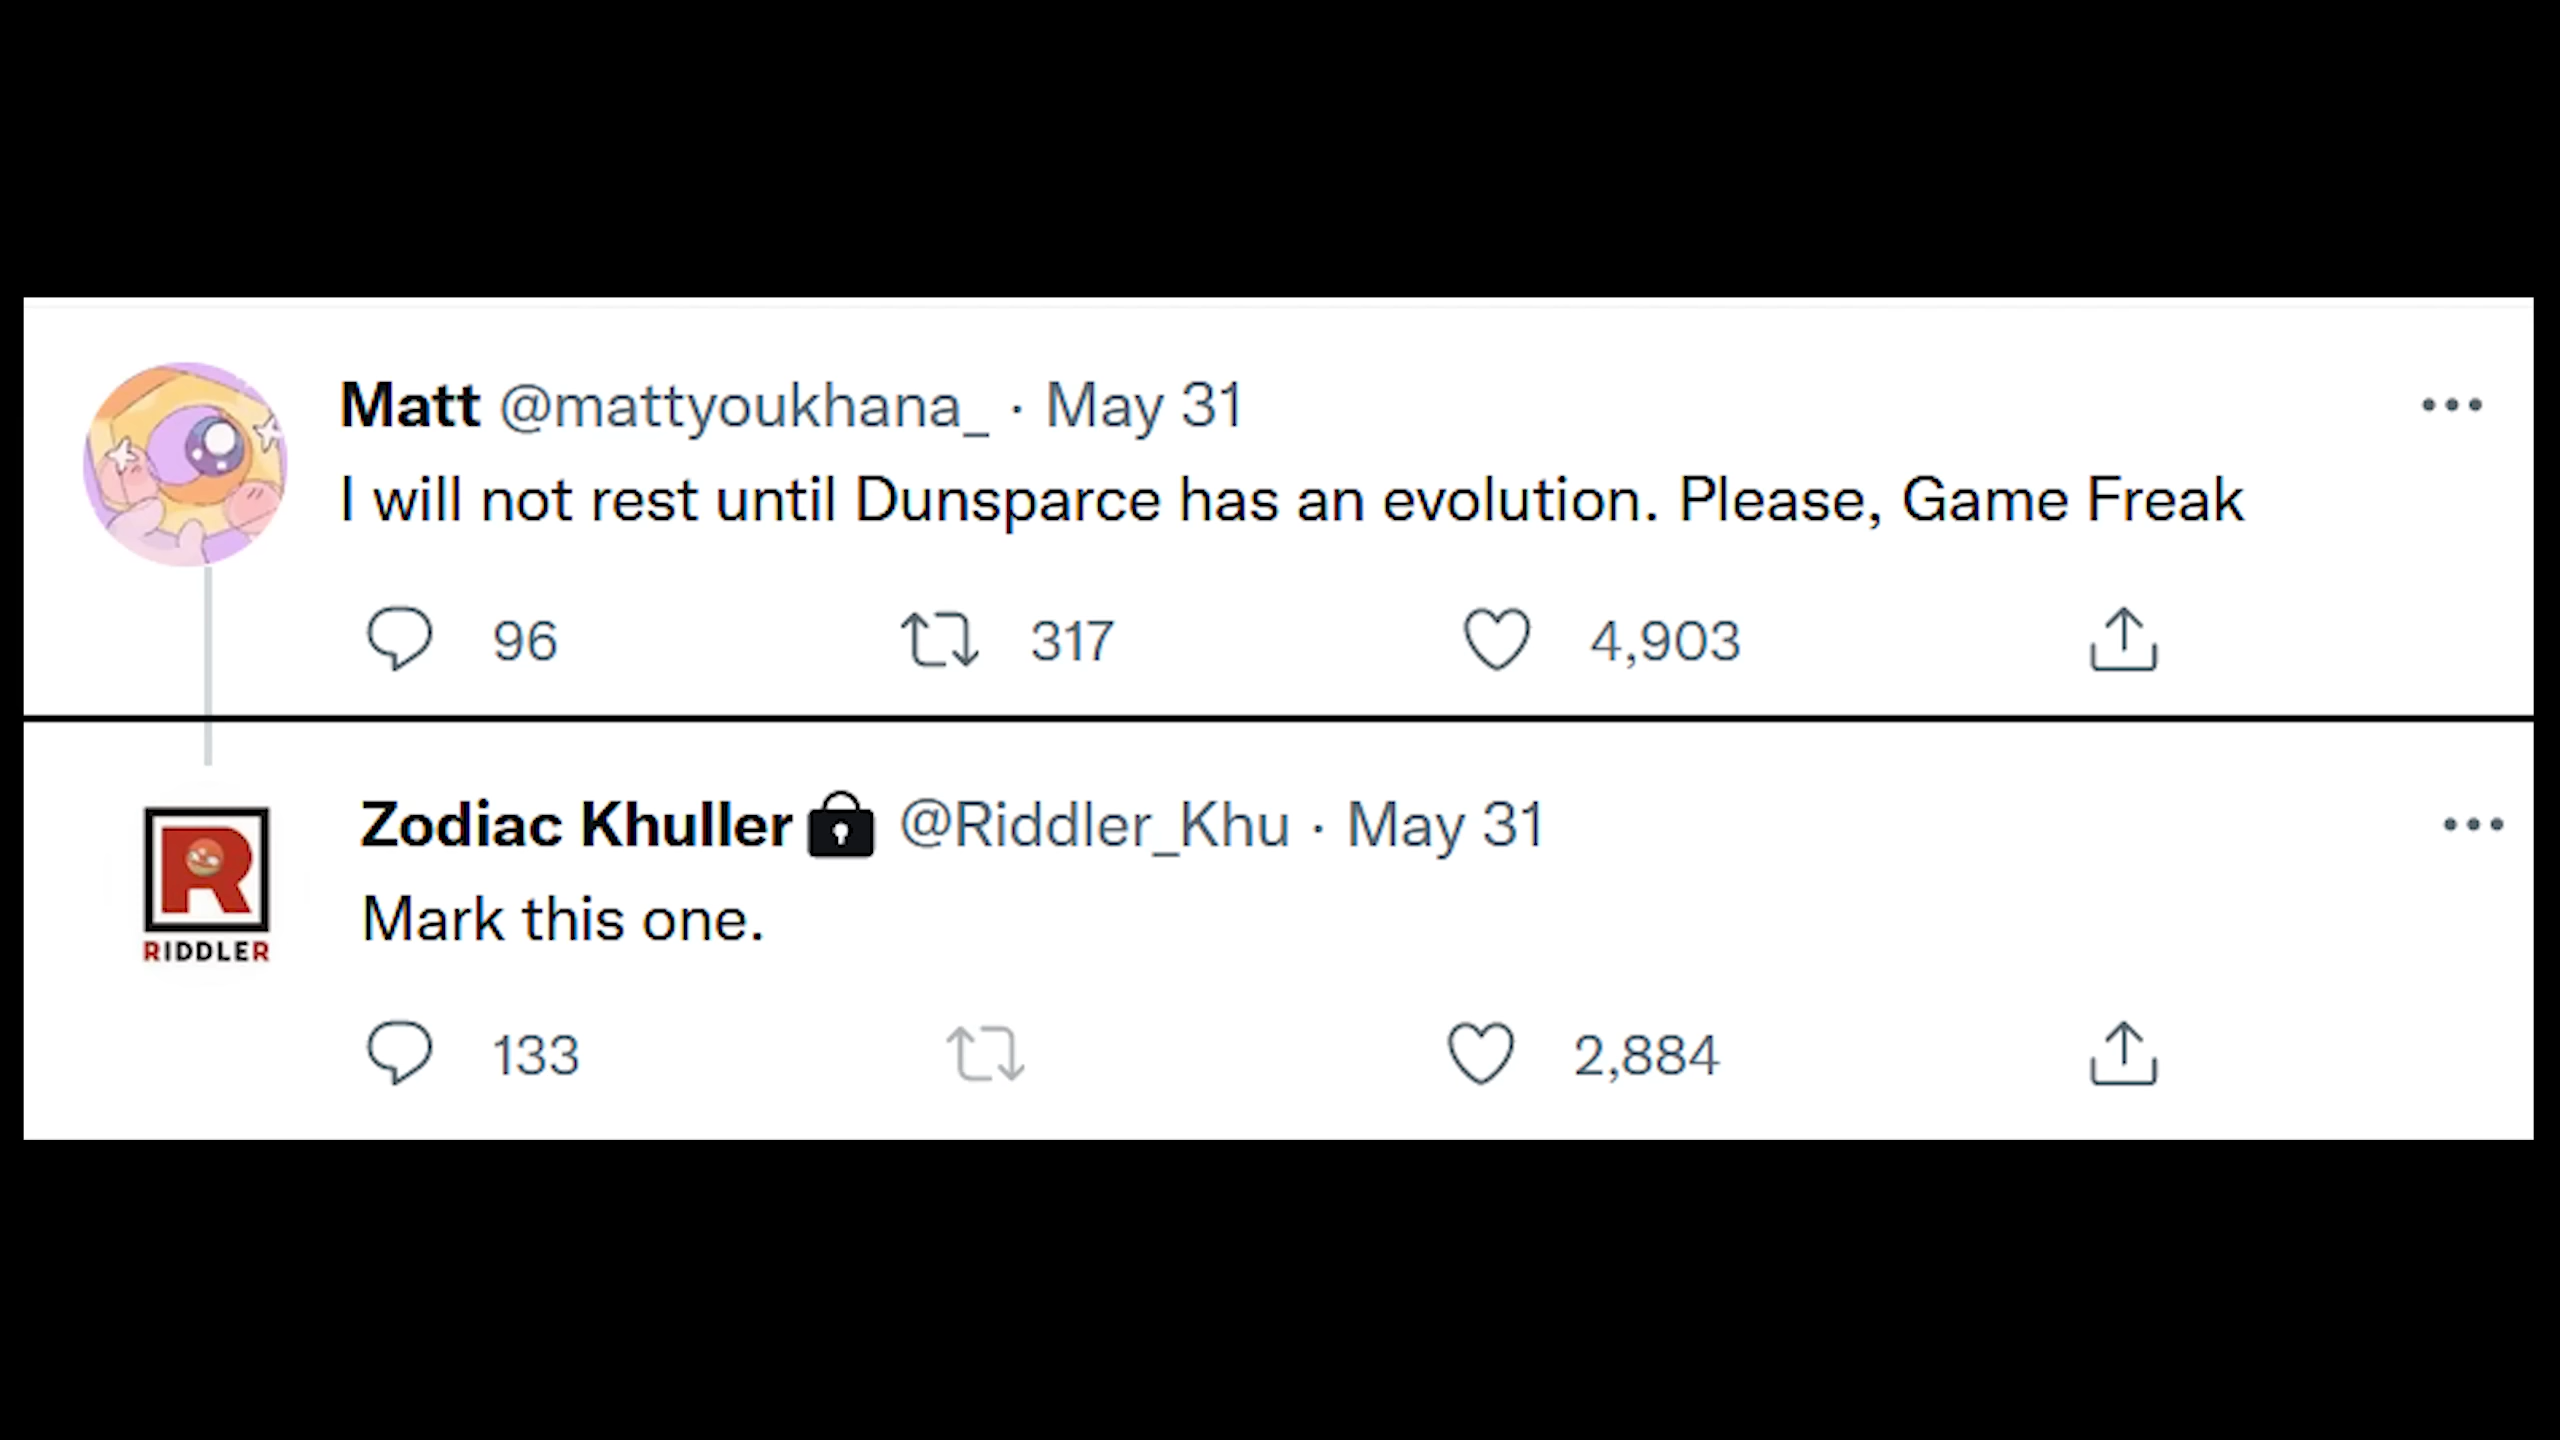 Matt @mattyoukhana_ · May 31
I will not rest until Dunsparce has an evolution. Please, Game Freak
96 317 4,903
Zodiac Khuller @Riddler_Khu · May 31
R
RIDDLER
Mark this one.
133 2,884